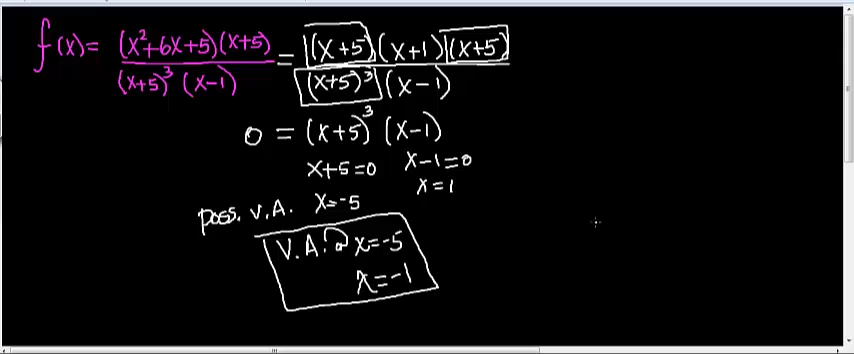 f(x) = (x²+6x+5)(x+5) / (x+5)³ (x-1) = (x+5)(x+1)(x+5) / (x+5)³ (x-1)
0 = (x+5)³ (x-1)
x+5=0 x-1=0
x=1
poss. V.A. x=-5
V.A. @ x=-5
x=-1